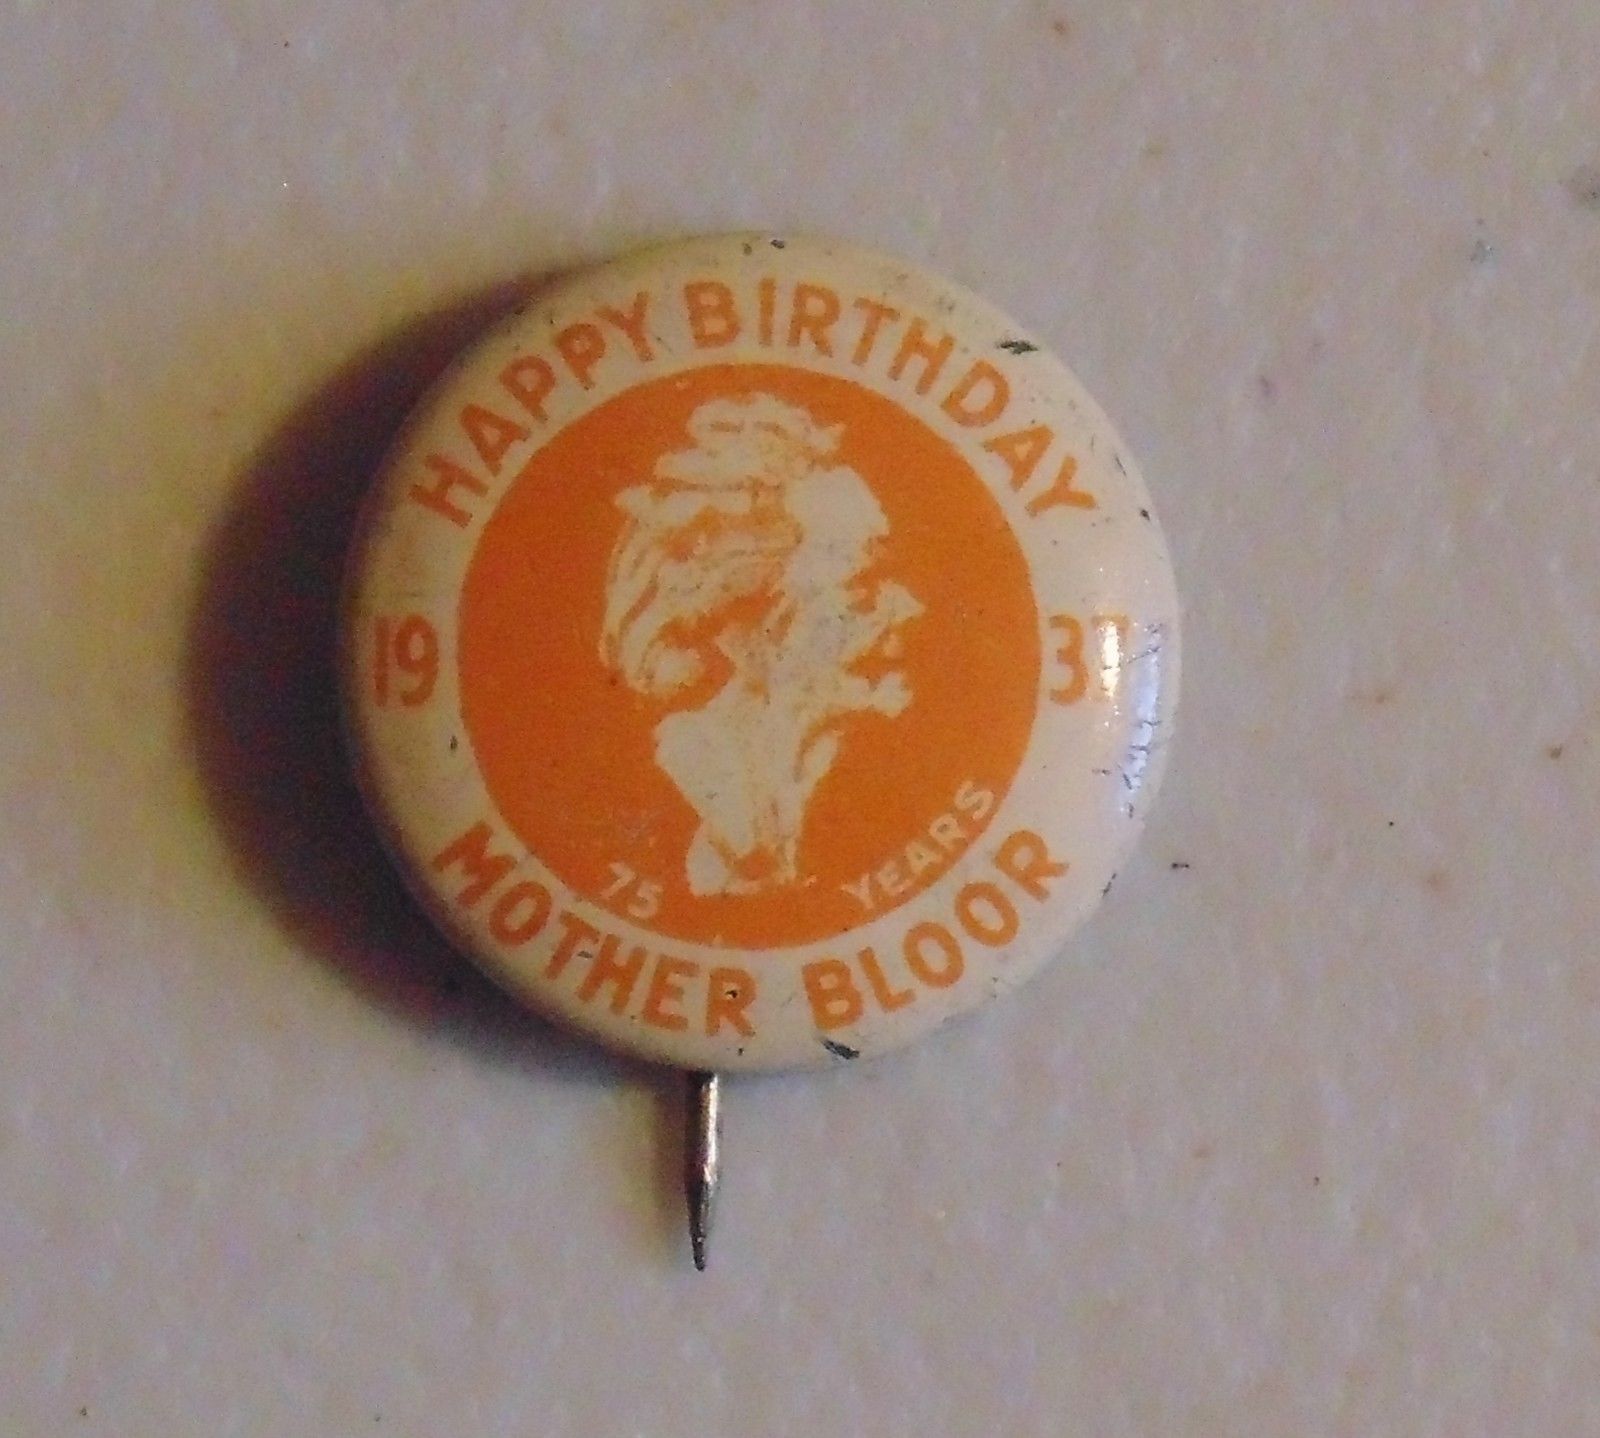 HAPPY BIRTHDAY
19 37
75 YEARS
MOTHER BLOOR